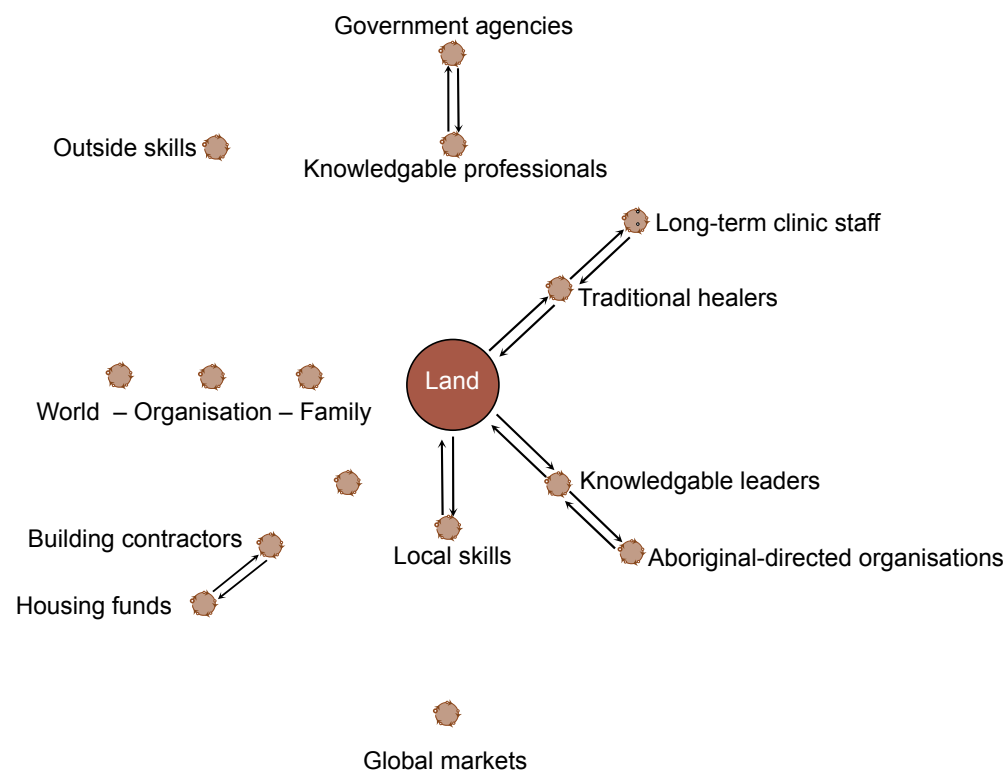 Government agencies
Outside skills
Knowledgable professionals
Long-term clinic staff
Traditional healers
Land
World – Organisation – Family
Knowledgable leaders
Building contractors
Local skills
Aboriginal-directed organisations
Housing funds
Global markets